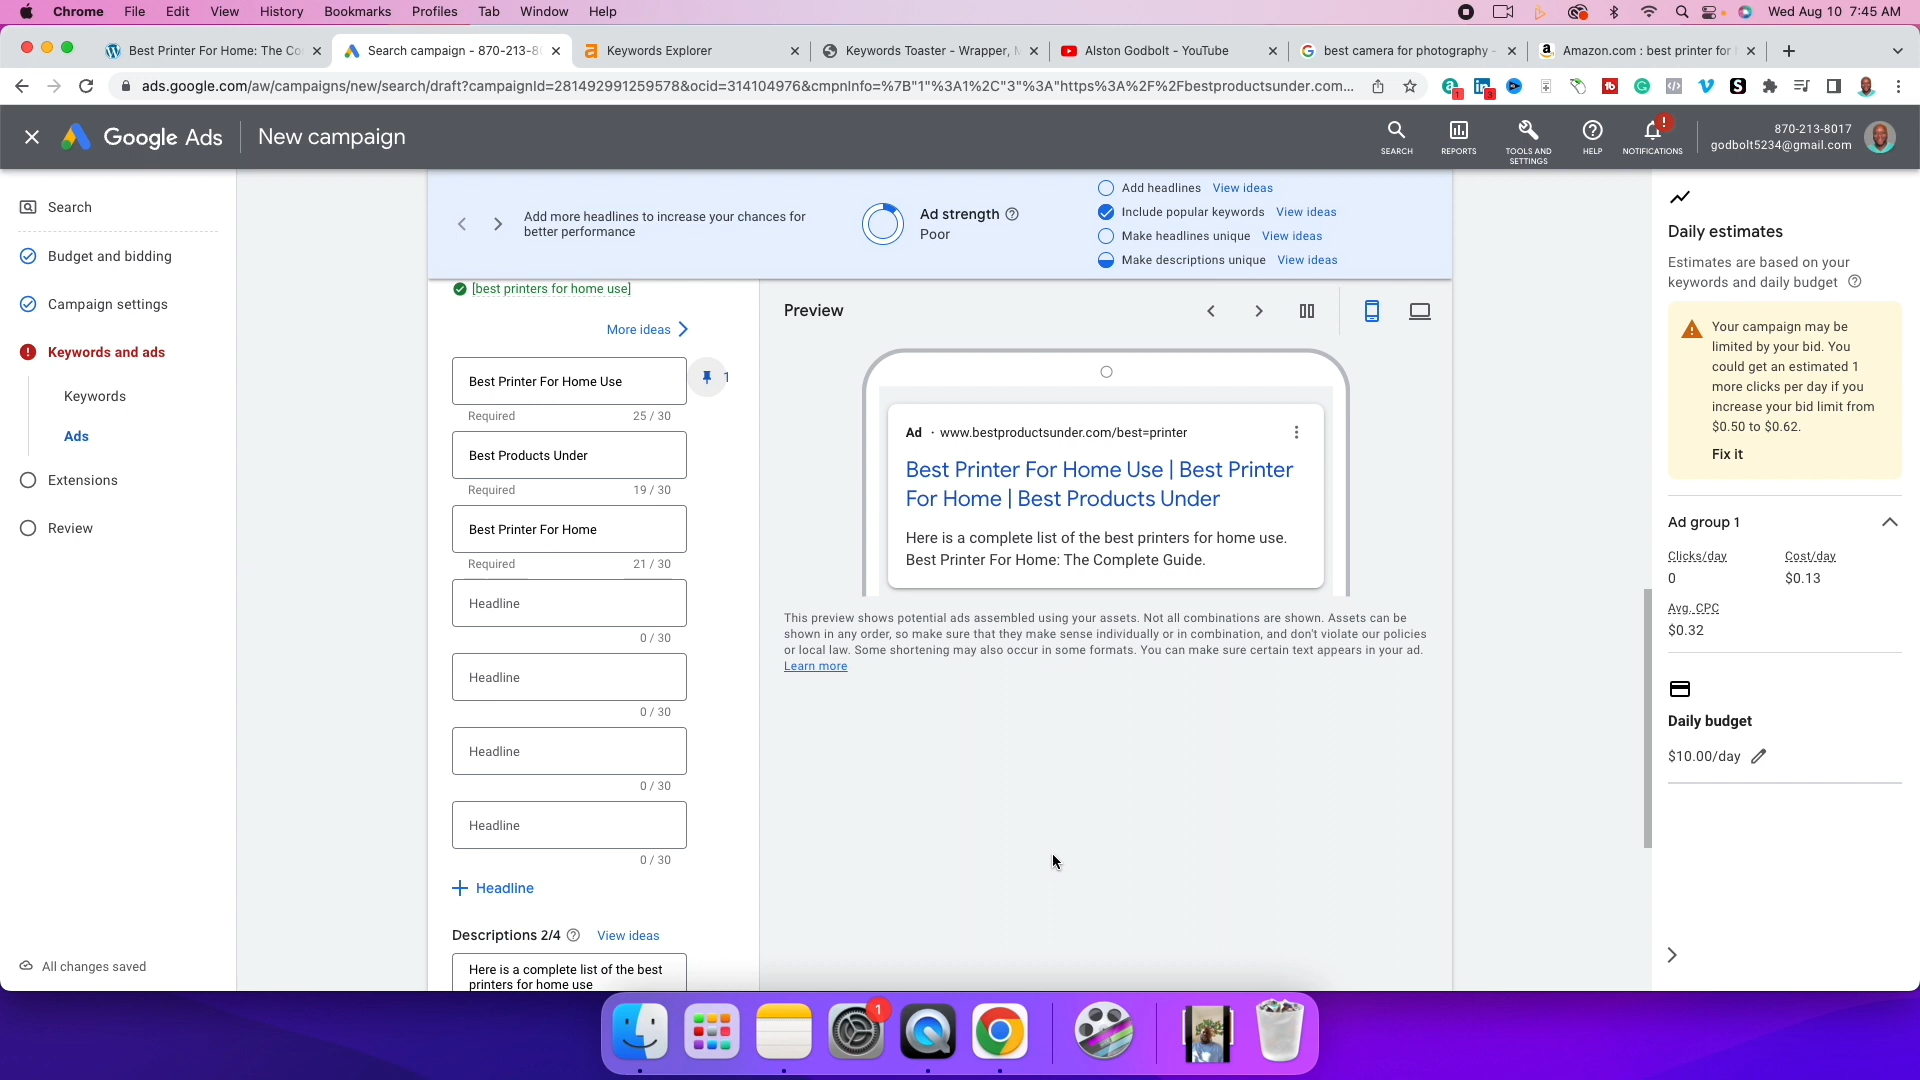 Chrome File Edit View History Bookmarks Profiles Tab Window Help Wed Aug 10 7:45 AM
Best Printer For Home: The Co Search campaign - 870-213-8 Keywords Explorer Keywords Toaster - Wrapper, Alston Godbolt - YouTube best camera for photography - Amazon.com : best printer for
ads.google.com/aw/campaigns/new/search/draft?campaignId=281492991259578&ocid=314104976&cmpnInfo=%7B"1"%3A1%2C"3"%3A"https%3A%2F%2Fbestproductsunder.com...
Google Ads New campaign
SEARCH
REPORTS
TOOLS AND
SETTINGS
HELP
NOTIFICATIONS
870-213-8017
godbolt5234@gmail.com
Search
Budget and bidding
Campaign settings
Keywords and ads
Keywords
Ads
Extensions
Review
All changes saved
Add more headlines to increase your chances for
better performance
Ad strength
Poor
Add headlines View ideas
Include popular keywords View ideas
Make headlines unique View ideas
Make descriptions unique View ideas
[best printers for home use]
More ideas
Best Printer For Home Use
1
Required 25 / 30
Best Products Under
Required 19 / 30
Best Printer For Home
Required 21 / 30
Headline
0 / 30
Headline
0 / 30
Headline
0 / 30
Headline
0 / 30
+ Headline
Descriptions 2/4 View ideas
Here is a complete list of the best
printers for home use
Preview
Ad · www.bestproductsunder.com/best=printer
Best Printer For Home Use | Best Printer
For Home | Best Products Under
Here is a complete list of the best printers for home use.
Best Printer For Home: The Complete Guide.
This preview shows potential ads assembled using your assets. Not all combinations are shown. Assets can be
shown in any order, so make sure that they make sense individually or in combination, and don't violate our policies
or local law. Some shortening may also occur in some formats. You can make sure certain text appears in your ad.
Learn more
Daily estimates
Estimates are based on your
keywords and daily budget
Your campaign may be
limited by your bid. You
could get an estimated 1
more clicks per day if you
increase your bid limit from
$0.50 to $0.62.
Fix it
Ad group 1
Clicks/day Cost/day
0 $0.13
Avg. CPC
$0.32
Daily budget
$10.00/day
1